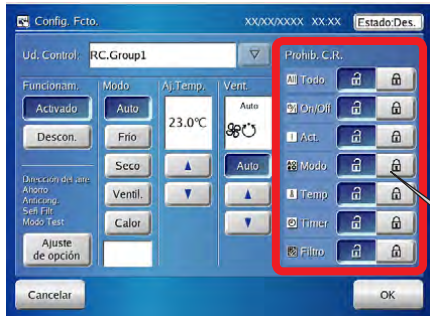 Config. Fcto.
XX/XX/XXXX XX.XX
Estado:Des.
Ud. Control:
RC.Group1
Funcionam.
Activado
Descon.
Dirección del aire
Ahorro
Anticong.
Señ Filt
Modo Test
Ajuste
de opción
Modo
Auto
Frío
Seco
Ventil.
Calor
Aj.Temp.
23.0°C
Vent.
Auto
Auto
Prohib. C.R.
All Todo
On/Off
Act.
Modo
Temp
Timer
Filtro
Cancelar
OK